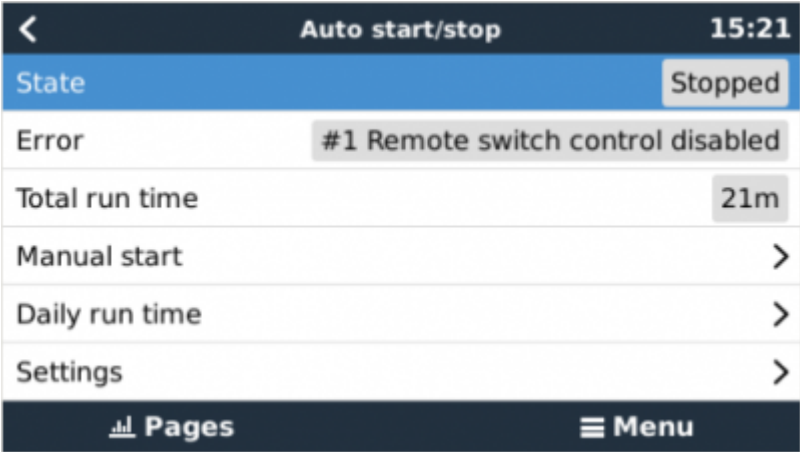 Auto start/stop 15:21
State Stopped
Error #1 Remote switch control disabled
Total run time 21m
Manual start
Daily run time
Settings
Pages Menu